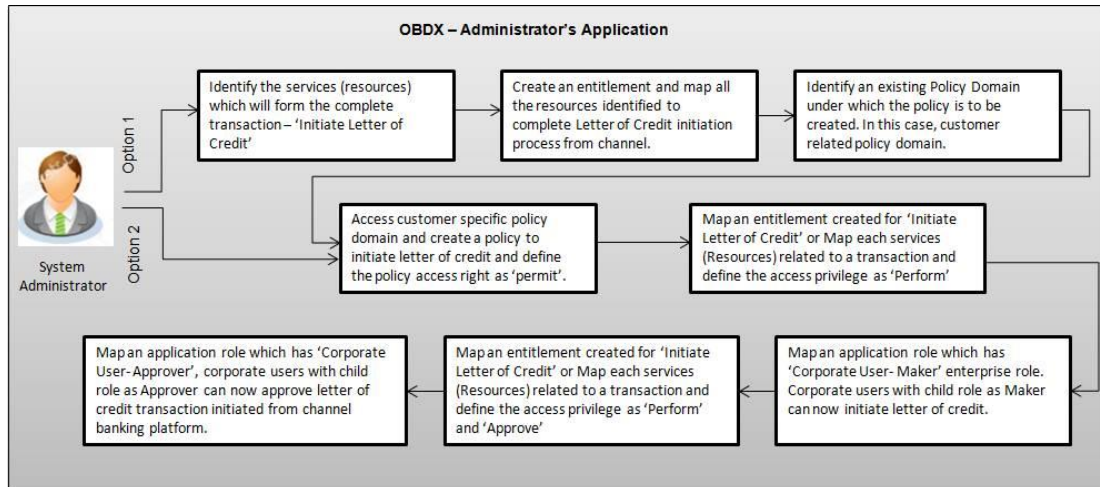 OBDX – Administrator's Application
Identify the services (resources)
which will form the complete
transaction – 'Initiate Letter of
Credit'
Create an entitlement and map all
the resources identified to
complete Letter of Credit initiation
process from channel.
Identify an existing Policy Domain
under which the policy is to be
created. In this case, customer
related policy domain.
Option 1
Option 2
System
Administrator
Access customer specific policy
domain and create a policy to
initiate letter of credit and define
the policy access right as 'permit'.
Map an entitlement created for 'Initiate
Letter of Credit' or Map each services
(Resources) related to a transaction and
define the access privilege as 'Perform'
Map an application role which has 'Corporate
User- Approver', corporate users with child
role as Approver can now approve letter of
credit transaction initiated from channel
banking platform.
Map an entitlement created for 'Initiate
Letter of Credit' or Map each services
(Resources) related to a transaction and
define the access privilege as 'Perform'
and 'Approve'
Map an application role which has
'Corporate User- Maker' enterprise role.
Corporate users with child role as Maker
can now initiate letter of credit.